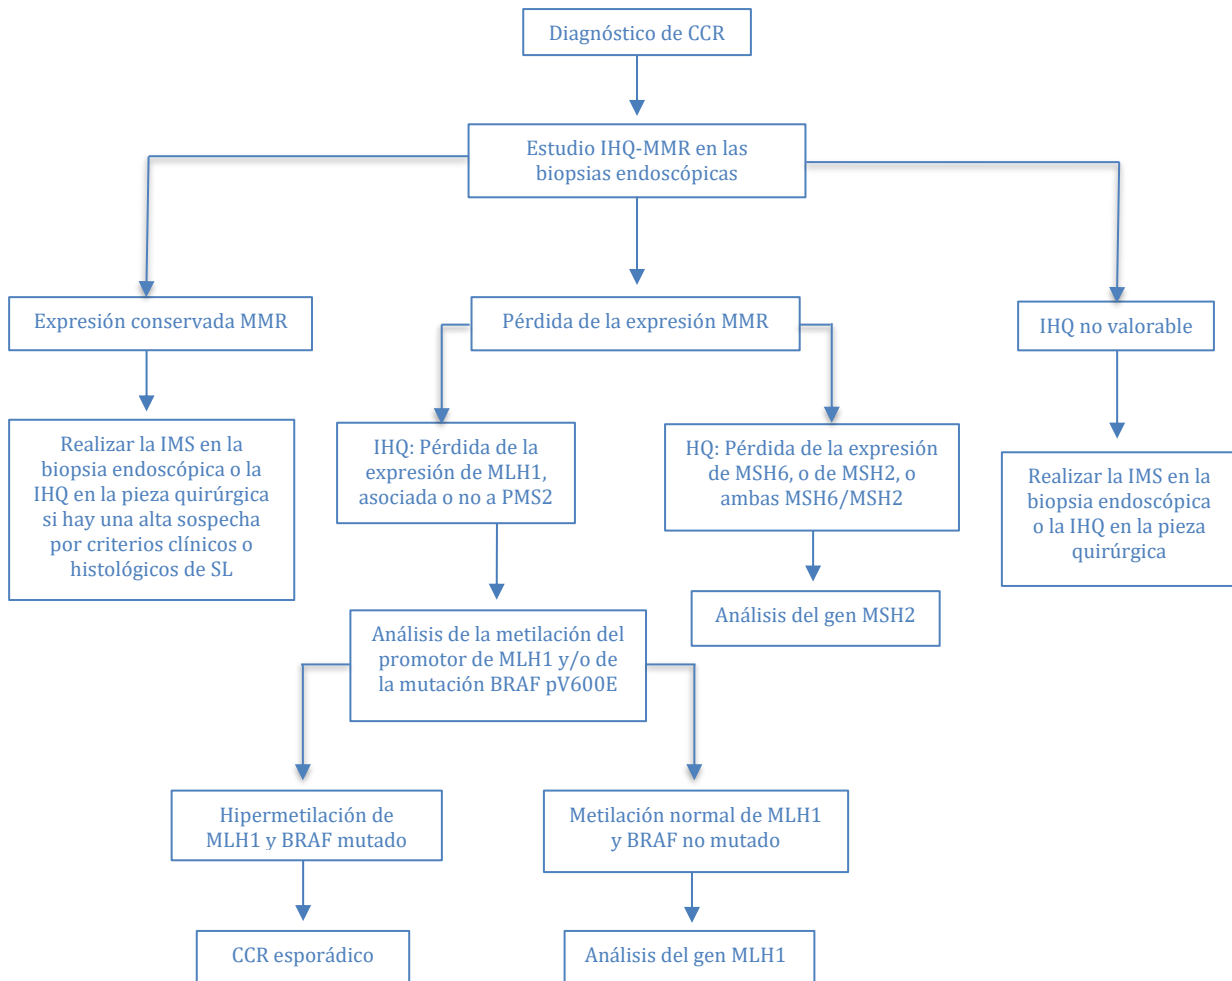 Diagnóstico de CCR
Estudio IHQ-MMR en las
biopsias endoscópicas
Expresión conservada MMR
Pérdida de la expresión MMR
IHQ no valorable
Realizar la IMS en la
biopsia endoscópica o la
IHQ en la pieza quirúrgica
si hay una alta sospecha
por criterios clínicos o
histológicos de SL
IHQ: Pérdida de la
expresión de MLH1,
asociada o no a PMS2
HQ: Pérdida de la expresión
de MSH6, o de MSH2, o
ambas MSH6/MSH2
Realizar la IMS en la
biopsia endoscópica
o la IHQ en la pieza
quirúrgica
Análisis de la metilación del
promotor de MLH1 y/o de
la mutación BRAF pV600E
Análisis del gen MSH2
Hipermetilación de
MLH1 y BRAF mutado
Metilación normal de MLH1
y BRAF no mutado
CCR esporádico
Análisis del gen MLH1